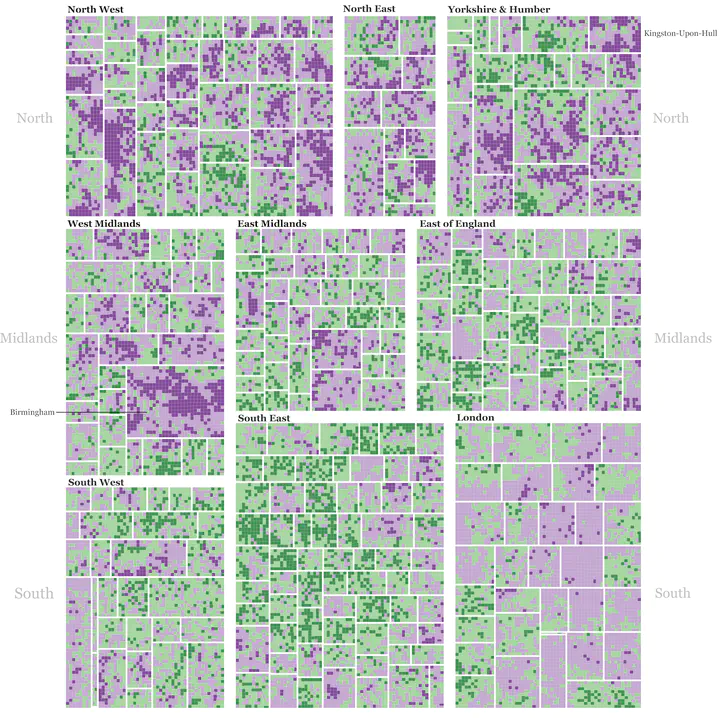 North West
North East
Yorkshire & Humber
Kingston-Upon-Hull
North
North
West Midlands
East Midlands
East of England
Midlands
Midlands
Birmingham
South East
London
South West
South
South